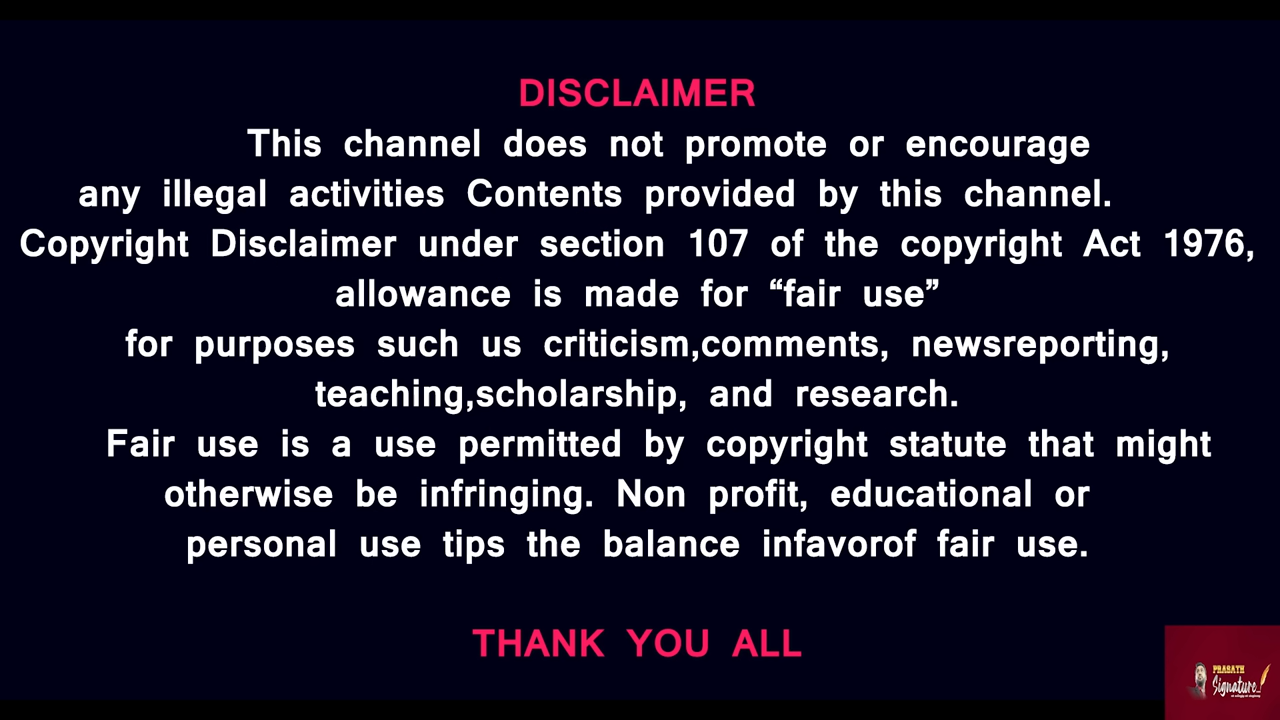 DISCLAIMER
This channel does not promote or encourage
any illegal activities Contents provided by this channel.
Copyright Disclaimer under section 107 of the copyright Act 1976,
allowance is made for “fair use”
for purposes such us criticism,comments, newsreporting,
teaching,scholarship, and research.
Fair use is a use permitted by copyright statute that might
otherwise be infringing. Non profit, educational or
personal use tips the balance infavorof fair use.
THANK YOU ALL
PRASATH
Signature